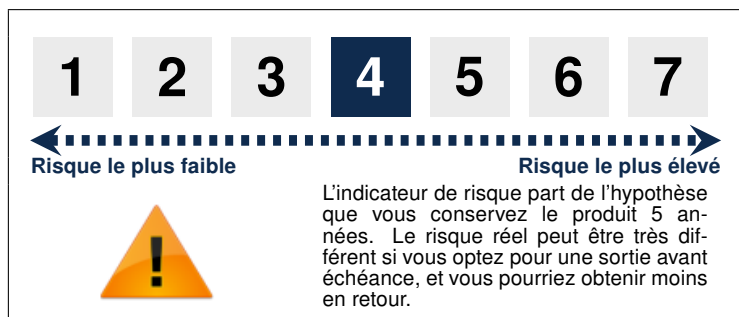 1 2 3 4 5 6 7
Risque le plus faible Risque le plus élevé
L'indicateur de risque part de l'hypothèse
que vous conservez le produit 5 an-
nées. Le risque réel peut être très dif-
férent si vous optez pour une sortie avant
échéance, et vous pourriez obtenir moins
en retour.